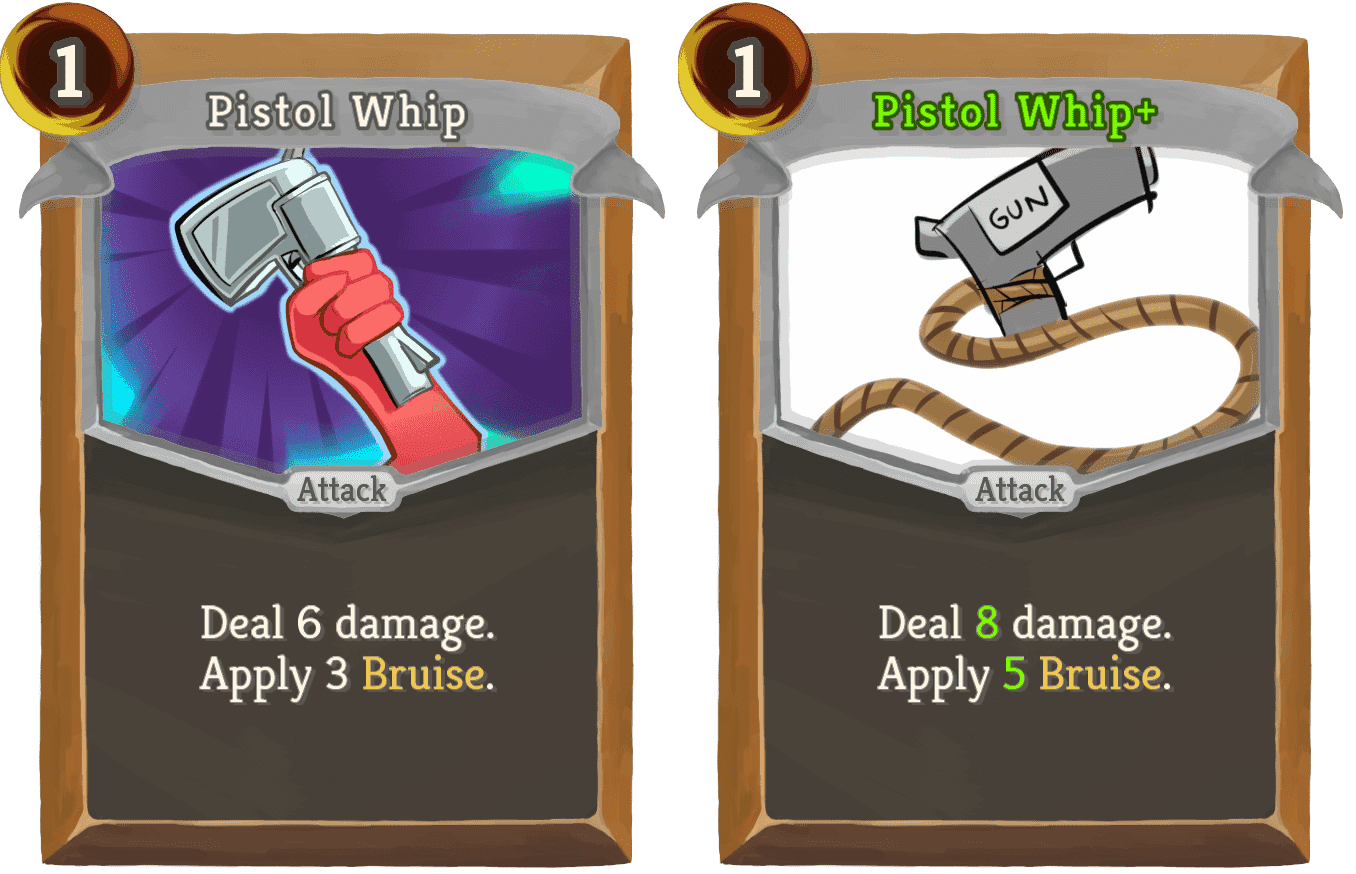 1
Pistol Whip
Attack
Deal 6 damage.
Apply 3 Bruise.
1
Pistol Whip+
GUN
Attack
Deal 8 damage.
Apply 5 Bruise.